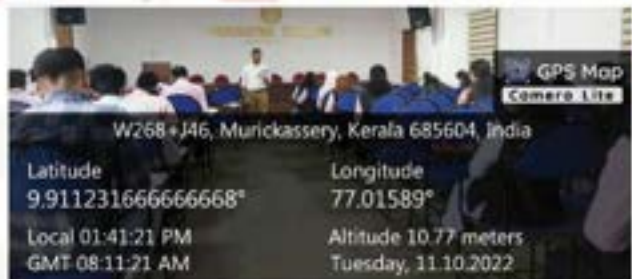 GPS Map
Camera Lite
W268+J46, Murickassery, Kerala 685604, India
Latitude
9.911231666666668°
Longitude
77.01589°
Local 01:41:21 PM
GMT 08:11:21 AM
Altitude 10.77 meters
Tuesday, 11.10.2022